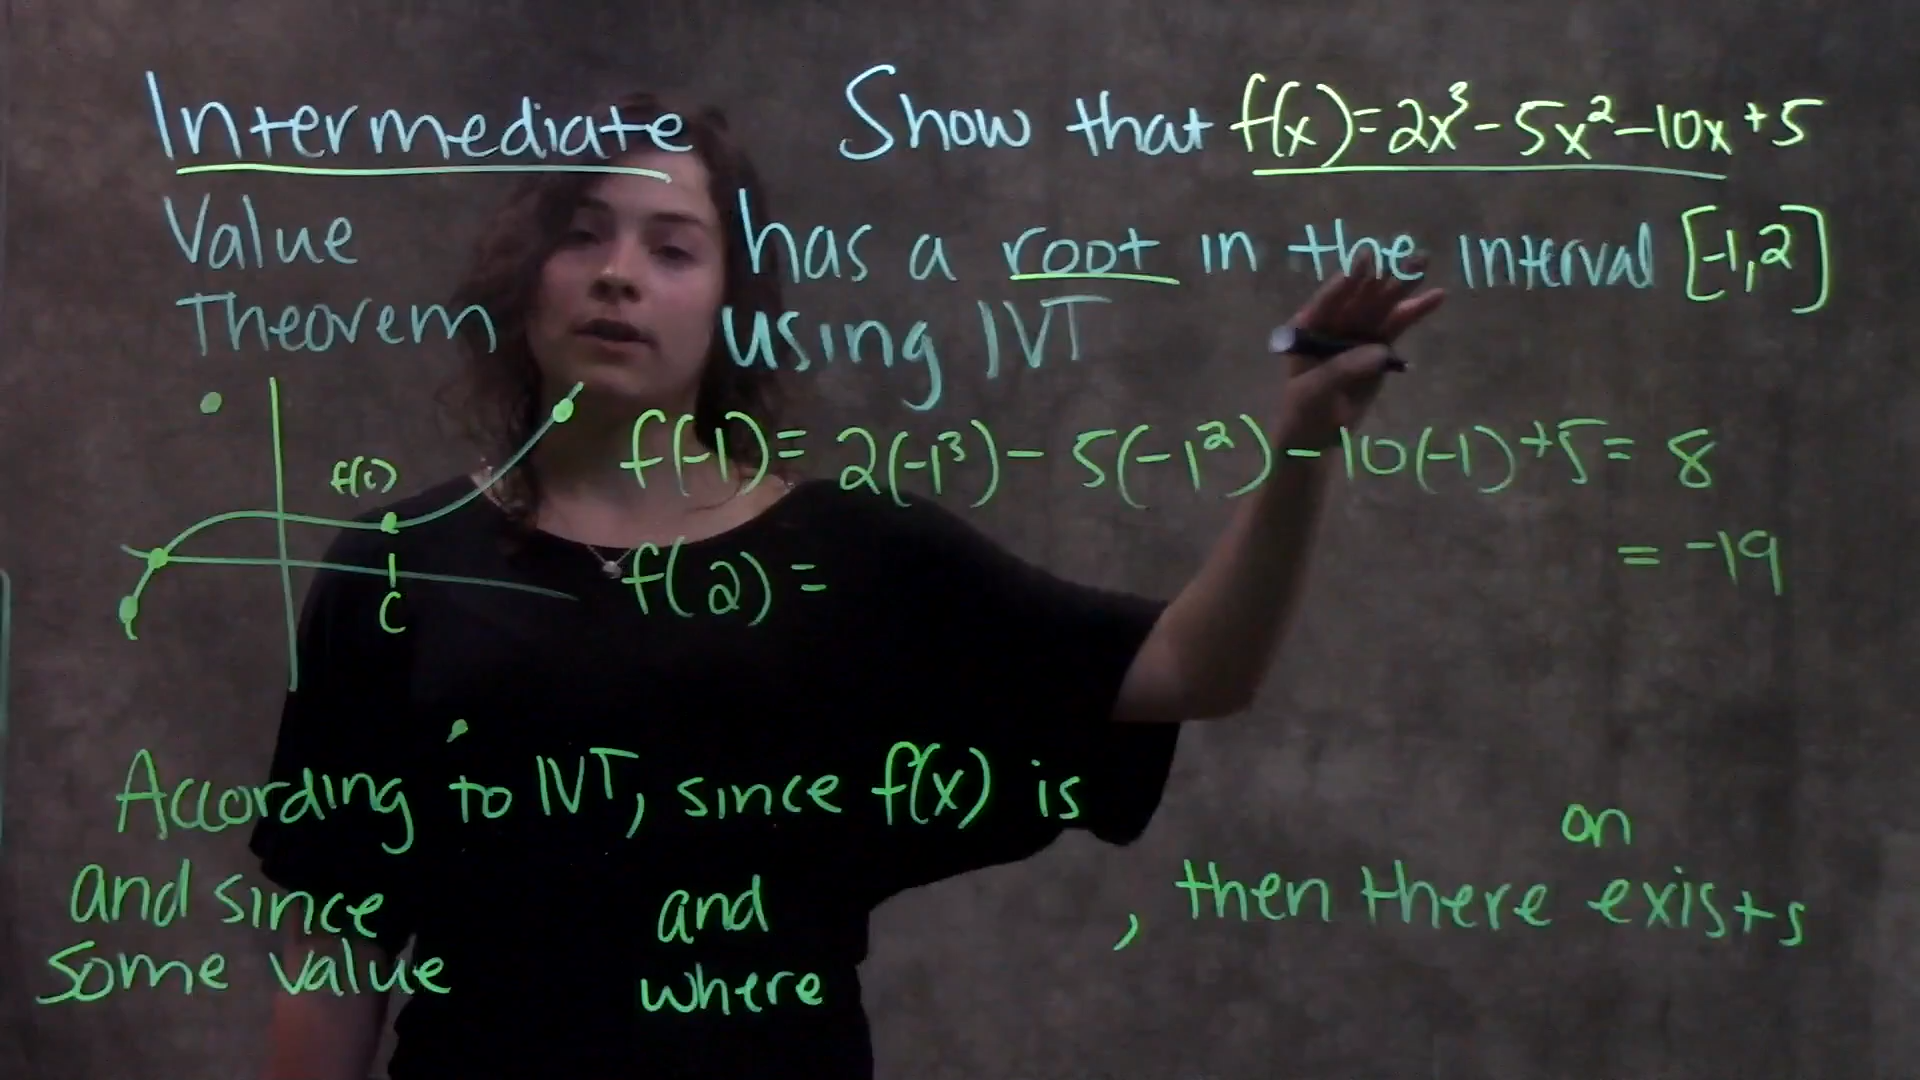 Intermediate
Value
Theorem
Show that f(x)=2x³-5x²-10x+5
has a root in the interval [-1,2]
using IVT
f(c)
c
f(-1)= 2(-1³)- 5(-1²)-10(-1)+5= 8
f(2)= = -19
According to IVT, since f(x) is on
and since and , then there exists
some value where